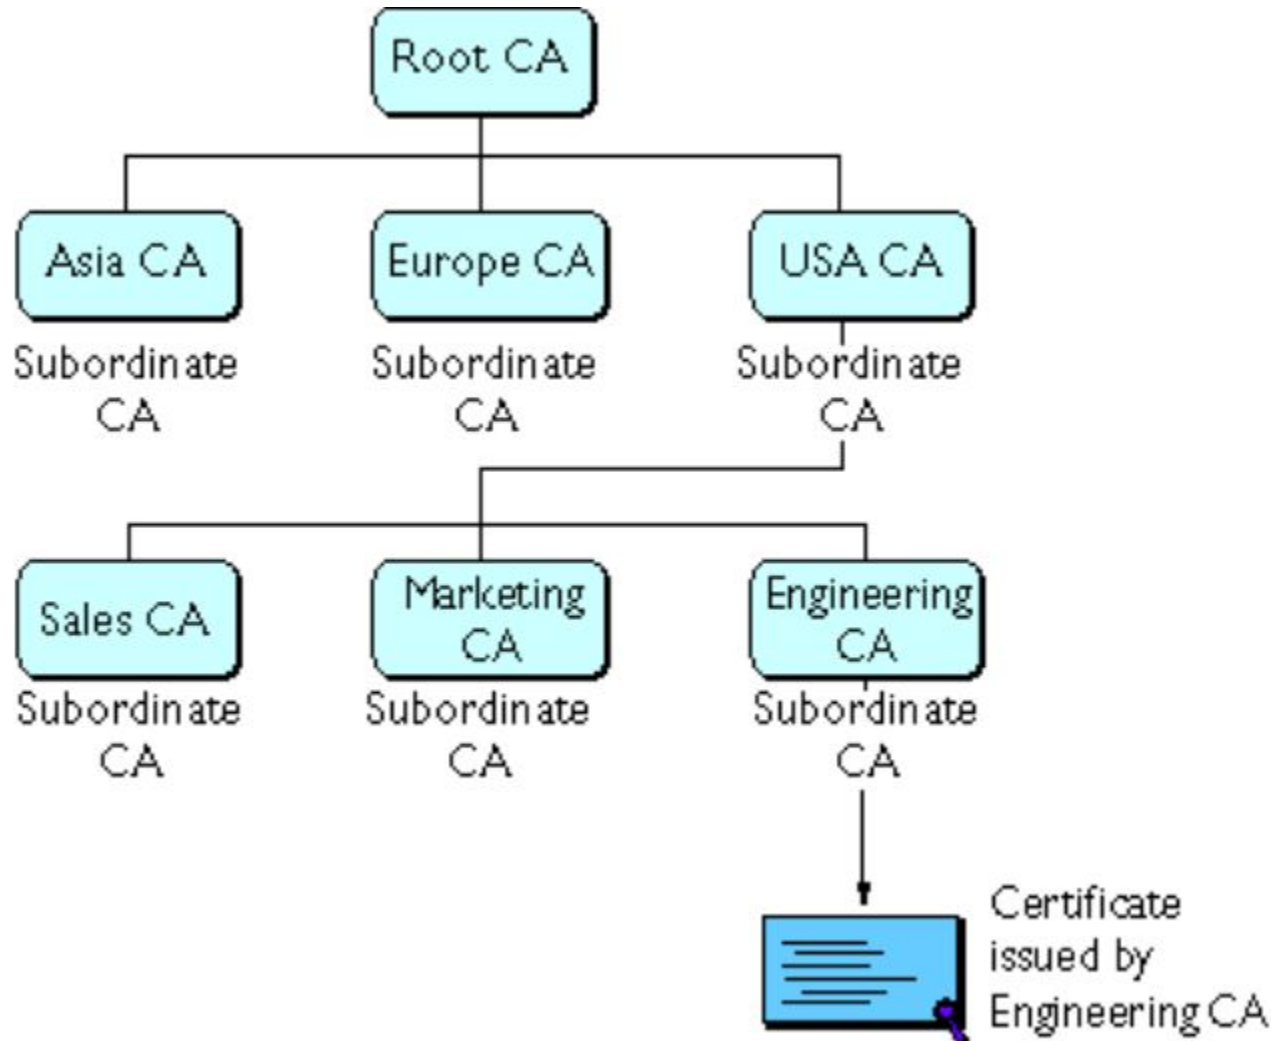 Root CA
Asia CA
Europe CA
USA CA
Subordinate
CA
Subordinate
CA
Subordinate
CA
Sales CA
Marketing
CA
Engineering
CA
Subordinate
CA
Subordinate
CA
Subordinate
CA
Certificate
issued by
Engineering CA